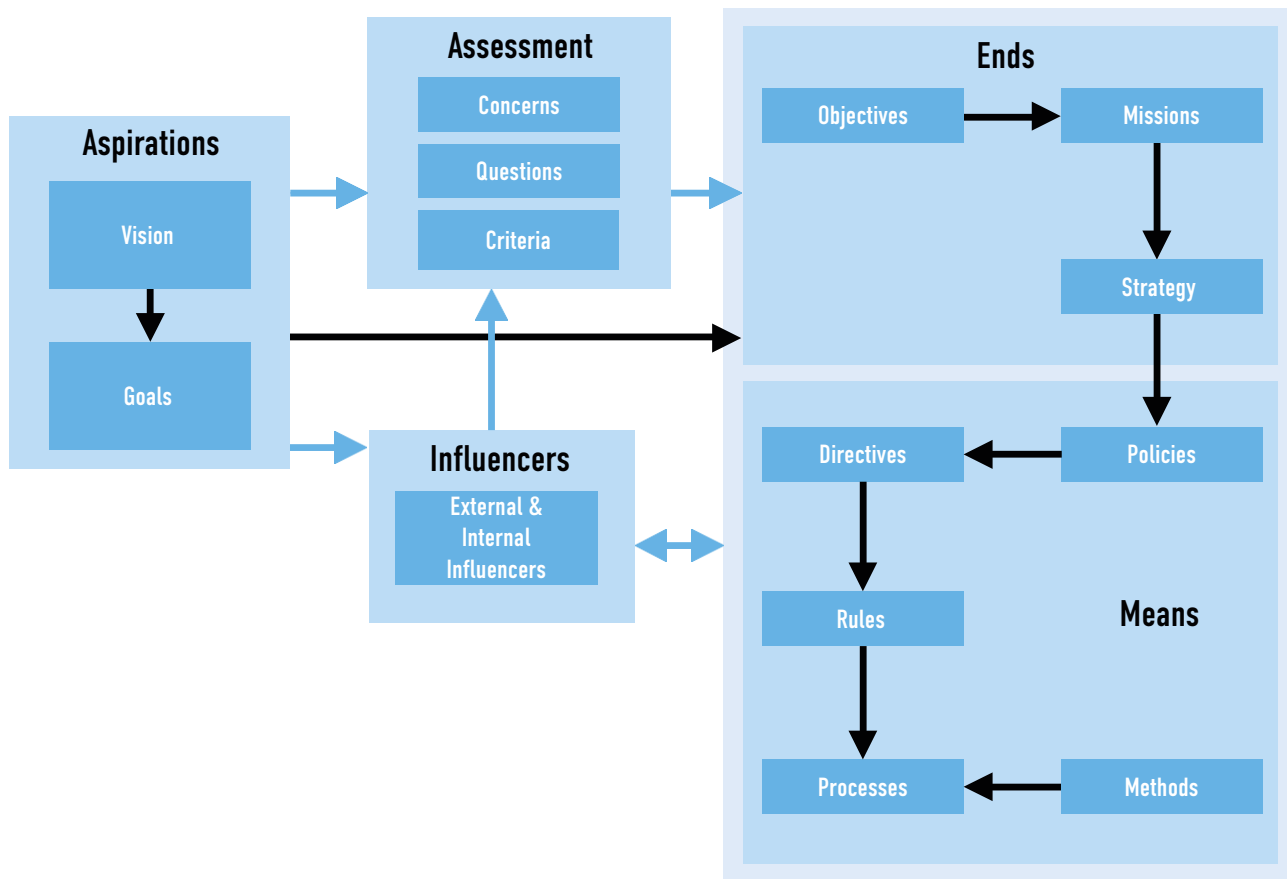 Aspirations
Vision
Goals
Assessment
Concerns
Questions
Criteria
Influencers
External &
Internal
Influencers
Ends
Objectives
Missions
Strategy
Directives
Policies
Rules
Means
Processes
Methods